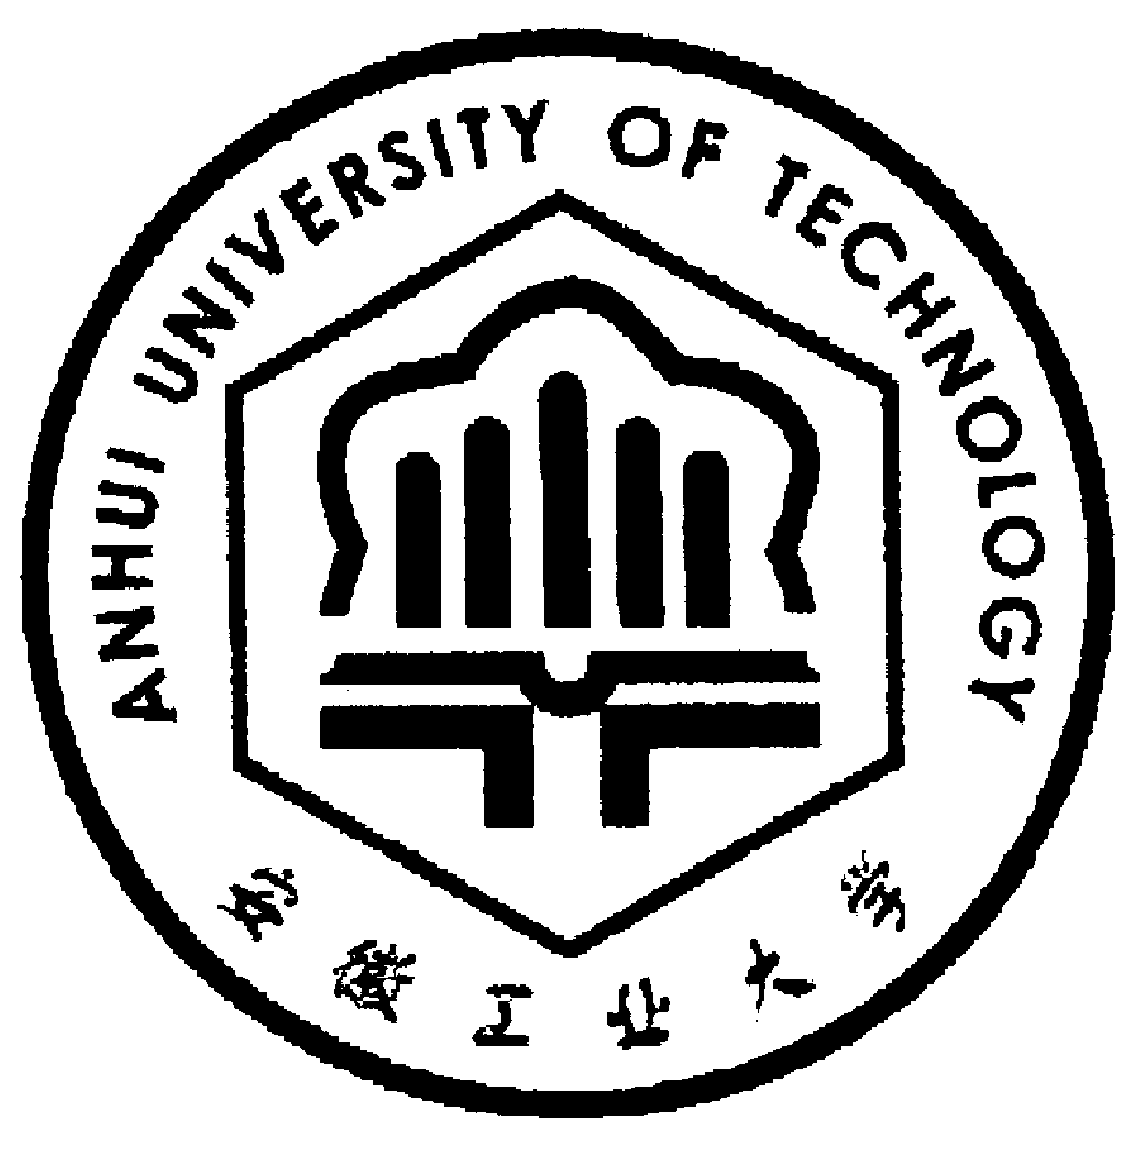 ANHUI UNIVERSITY OF TECHNOLOGY
安徽工业大学